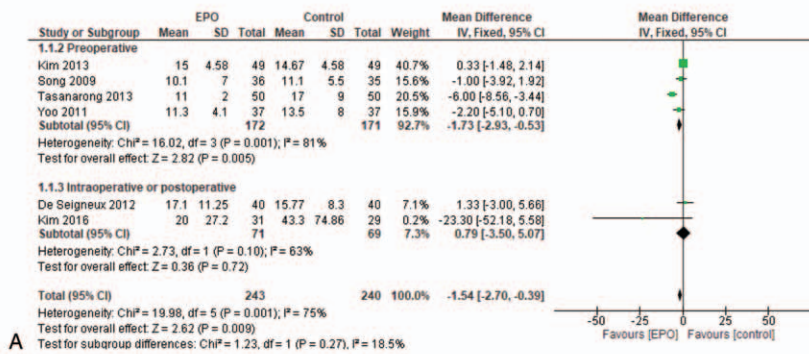 EPO Control Mean Difference Mean Difference
Study or Subgroup Mean SD Total Mean SD Total Weight IV, Fixed, 95% CI IV, Fixed, 95% CI
1.1.2 Preoperative
Kim 2013 15 4.58 49 14.67 4.58 49 40.7% 0.33 [-1.48, 2.14]
Song 2009 10.1 7 36 11.1 5.5 35 15.6% -1.00 [-3.92, 1.92]
Tasanarong 2013 11 2 50 17 9 50 20.5% -6.00 [-8.56, -3.44]
Yoo 2011 11.3 4.1 37 13.5 8 37 15.9% -2.20 [-5.10, 0.70]
Subtotal (95% CI) 172 171 92.7% -1.73 [-2.93, -0.53]
Heterogeneity: Chi² = 16.02, df = 3 (P = 0.001); I² = 81%
Test for overall effect: Z = 2.82 (P = 0.005)
1.1.3 Intraoperative or postoperative
De Seigneux 2012 17.1 11.25 40 15.77 8.3 40 7.1% 1.33 [-3.00, 5.66]
Kim 2016 20 27.2 31 43.3 74.86 29 0.2% -23.30 [-52.18, 5.58]
Subtotal (95% CI) 71 69 7.3% 0.79 [-3.50, 5.07]
Heterogeneity: Chi² = 2.73, df = 1 (P = 0.10); I² = 63%
Test for overall effect: Z = 0.36 (P = 0.72)
Total (95% CI) 243 240 100.0% -1.54 [-2.70, -0.39]
Heterogeneity: Chi² = 19.98, df = 5 (P = 0.001); I² = 75%
Test for overall effect: Z = 2.62 (P = 0.009)
Test for subgroup differences: Chi² = 1.23, df = 1 (P = 0.27), I² = 18.5%
-50 -25 0 25 50
Favours [EPO] Favours [control]
A